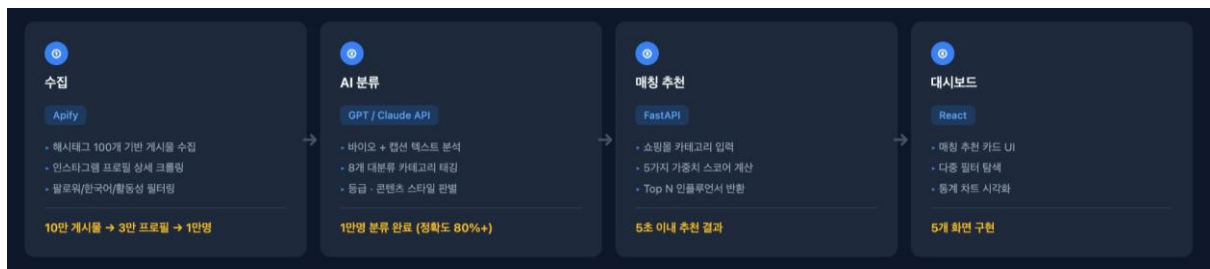 ①
수집
Apify
• 해시태그 100개 기반 게시물 수집
• 인스타그램 프로필 상세 크롤링
• 팔로워/한국어/활동성 필터링
10만 게시물 → 3만 프로필 → 1만명
→
②
AI 분류
GPT / Claude API
• 바이오 + 캡션 텍스트 분석
• 8개 대분류 카테고리 태깅
• 등급 · 콘텐츠 스타일 판별
1만명 분류 완료 (정확도 80%+)
→
③
매칭 추천
FastAPI
• 쇼핑몰 카테고리 입력
• 5가지 가중치 스코어 계산
• Top N 인플루언서 반환
5초 이내 추천 결과
→
④
대시보드
React
• 매칭 추천 카드 UI
• 다중 필터 탐색
• 통계 차트 시각화
5개 화면 구현